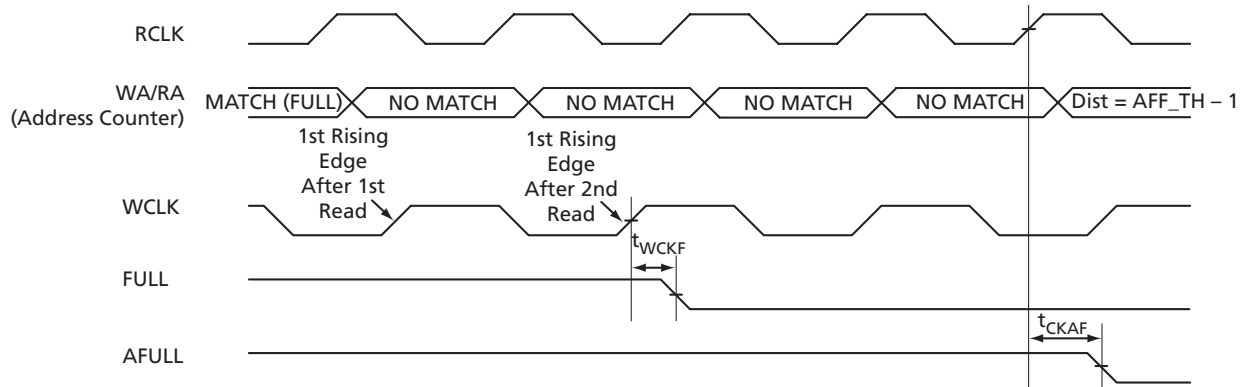 RCLK
WA/RA
(Address Counter)
MATCH (FULL)
NO MATCH
NO MATCH
NO MATCH
NO MATCH
Dist = AFF_TH – 1
1st Rising
Edge
After 1st
Read
1st Rising
Edge
After 2nd
Read
WCLK
tWCKF
FULL
tCKAF
AFULL